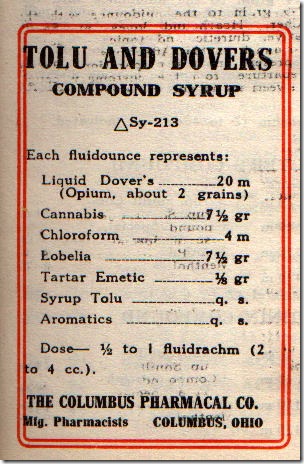 TOLU AND DOVERS
COMPOUND SYRUP
△Sy-213
Each fluidounce represents:
Liquid Dover's ............20 m
(Opium, about 2 grains)
Cannabis ..................7½ gr
Chloroform ................4 m
Łobelia ...................7½ gr
Tartar Emetic .............⅛ gr
Syrup Tolu ................q. s.
Aromatics .................q. s.
Dose— ½ to 1 fluidrachm (2
to 4 cc.).
THE COLUMBUS PHARMACAL CO.
Mfg. Pharmacists COLUMBUS, OHIO